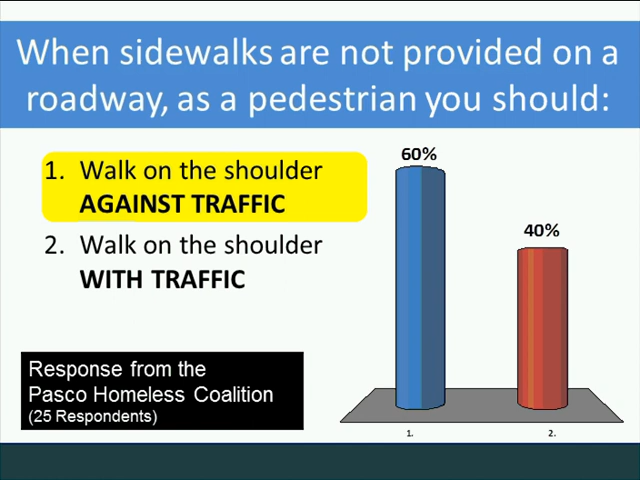 When sidewalks are not provided on a
roadway, as a pedestrian you should:
1. Walk on the shoulder
AGAINST TRAFFIC
2. Walk on the shoulder
WITH TRAFFIC
60%
40%
1.
2.
Response from the
Pasco Homeless Coalition
(25 Respondents)